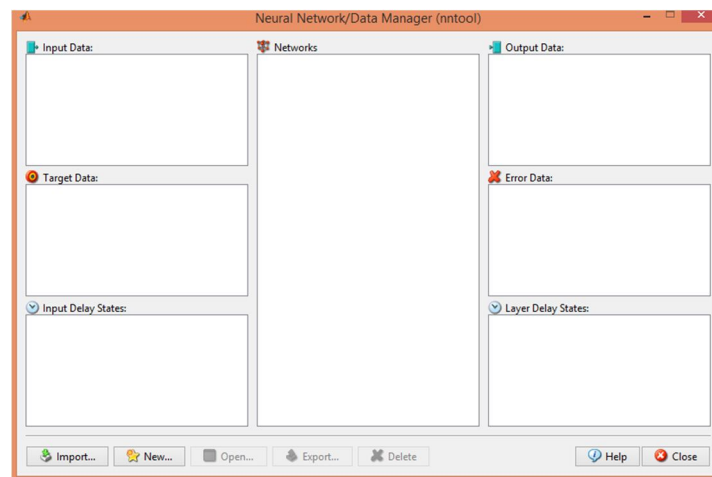 Neural Network/Data Manager (nntool)
Input Data:
Networks
Output Data:
Target Data:
Error Data:
Input Delay States:
Layer Delay States:
Import...
New...
Open...
Export...
Delete
Help
Close